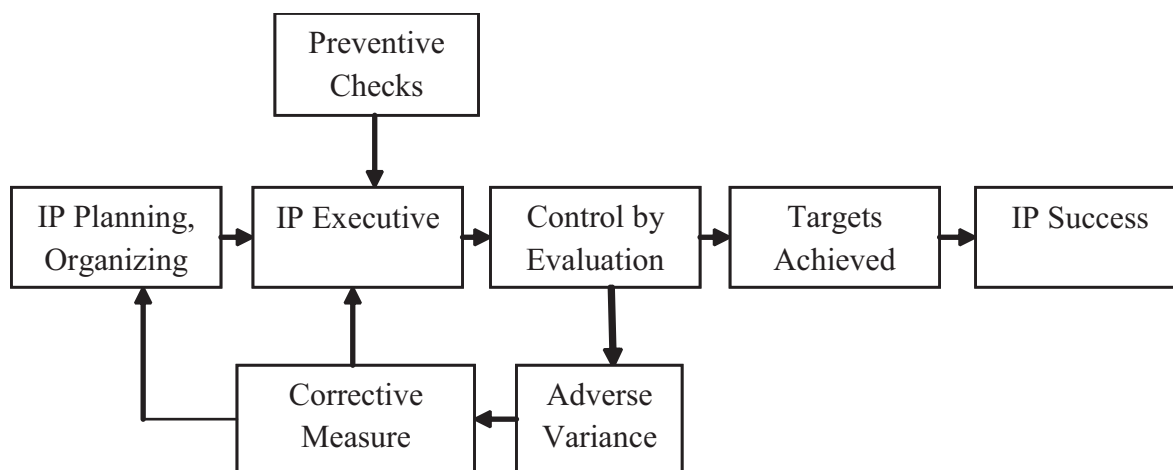 Preventive
Checks
IP Planning,
Organizing
IP Executive
Control by
Evaluation
Targets
Achieved
IP Success
Corrective
Measure
Adverse
Variance